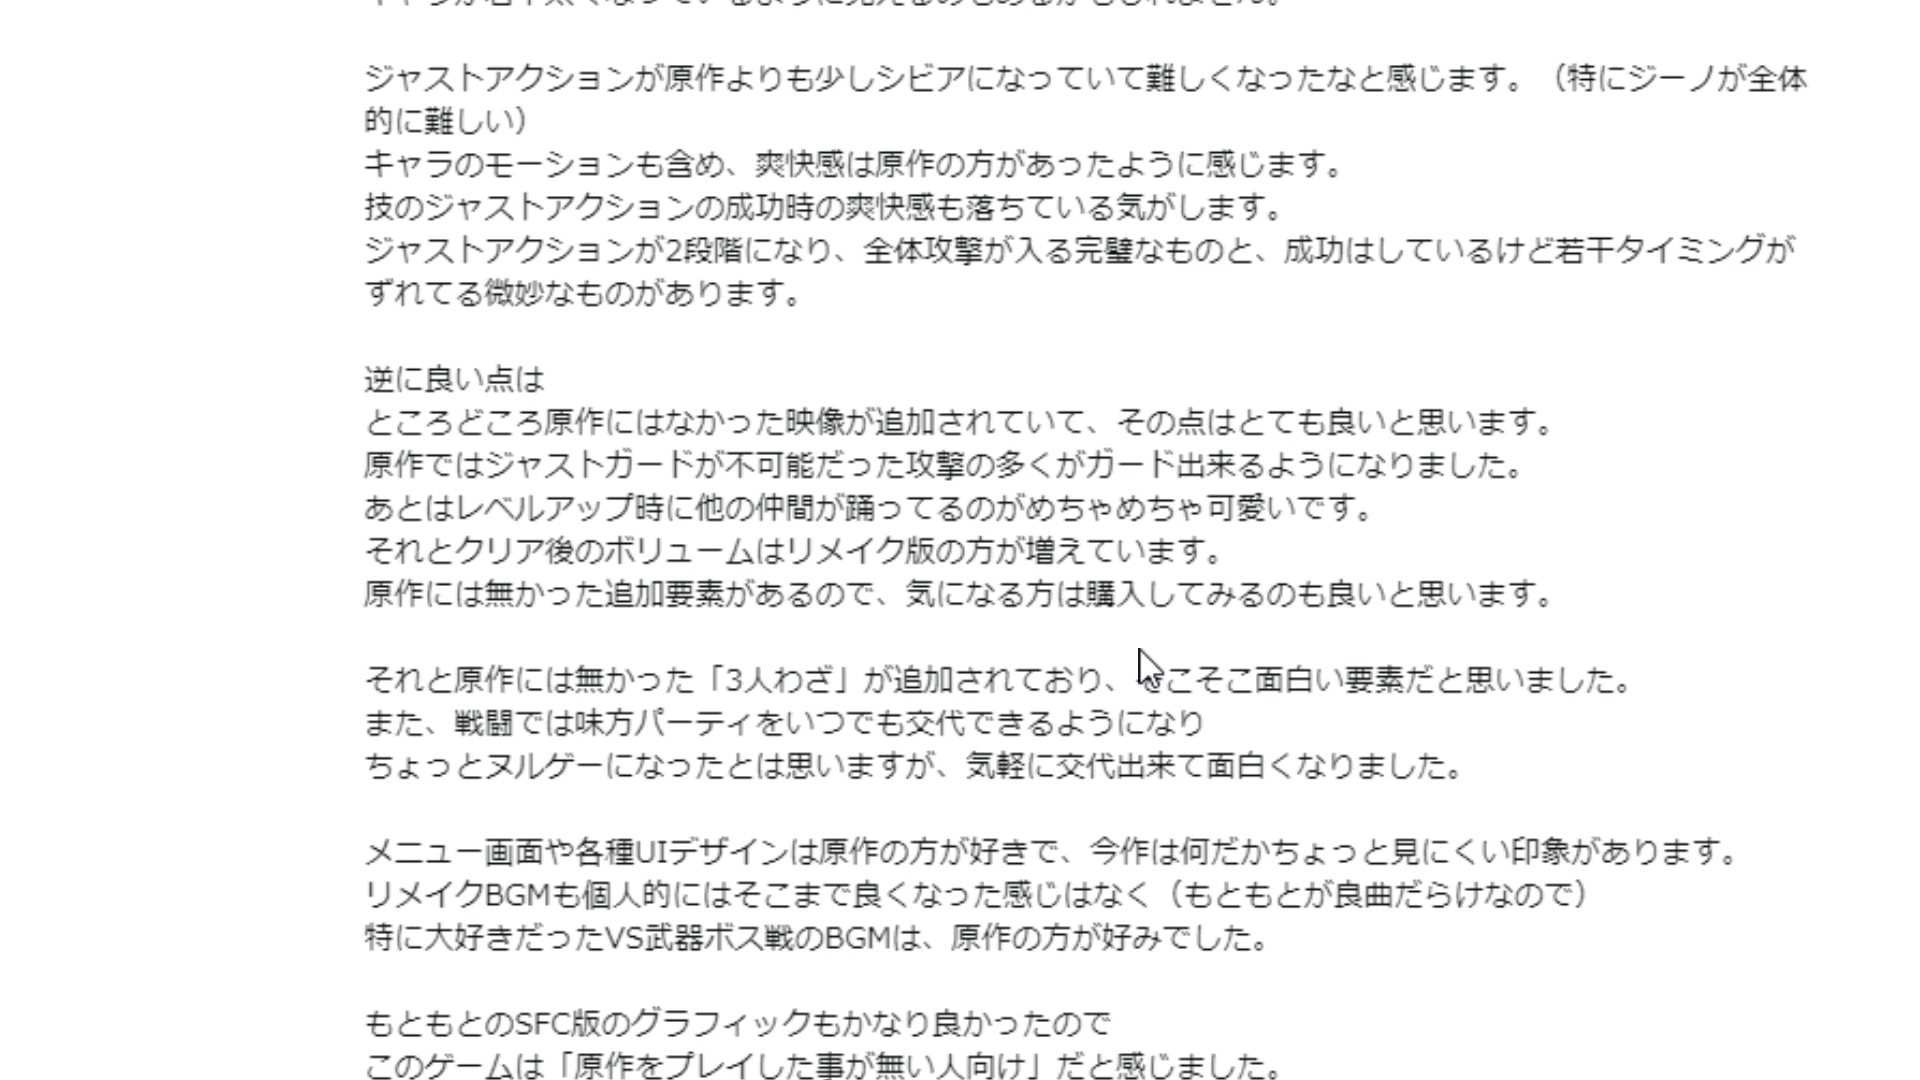 ジャストアクションが原作よりも少しシビアになっていて難しくなったなと感じます。（特にジーノが全体
的に難しい）
キャラのモーションも含め、爽快感は原作の方があったように感じます。
技のジャストアクションの成功時の爽快感も落ちている気がします。
ジャストアクションが2段階になり、全体攻撃が入る完璧なものと、成功はしているけど若干タイミングが
ずれてる微妙なものがあります。
逆に良い点は
ところどころ原作にはなかった映像が追加されていて、その点はとても良いと思います。
原作ではジャストガードが不可能だった攻撃の多くがガード出来るようになりました。
あとはレベルアップ時に他の仲間が踊ってるのがめちゃめちゃ可愛いです。
それとクリア後のボリュームはリメイク版の方が増えています。
原作には無かった追加要素があるので、気になる方は購入してみるのも良いと思います。
それと原作には無かった「3人わざ」が追加されており、こそこ面白い要素だと思いました。
また、戦闘では味方パーティをいつでも交代できるようになり
ちょっとヌルゲーになったとは思いますが、気軽に交代出来て面白くなりました。
メニュー画面や各種UIデザインは原作の方が好きで、今作は何だかちょっと見にくい印象があります。
リメイクBGMも個人的にはそこまで良くなった感じはなく（もともとが良曲だらけなので）
特に大好きだったVS武器ボス戦のBGMは、原作の方が好みでした。
もともとのSFC版のグラフィックもかなり良かったので
このゲームは「原作をプレイした事が無い人向け」だと感じました。